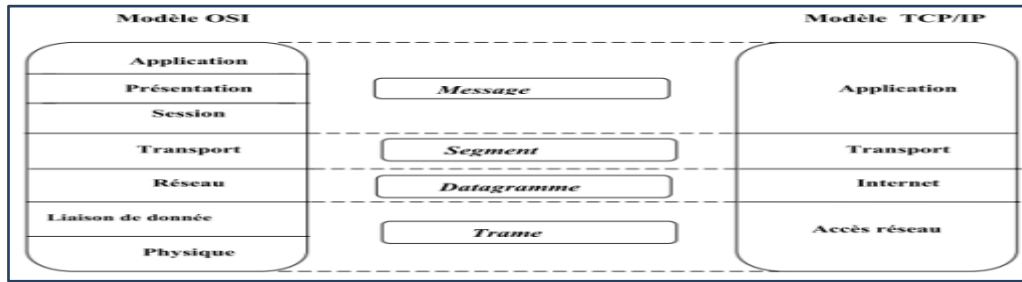 Modèle OSI
Modèle TCP/IP
Application
Présentation
Message
Application
Session
Transport
Segment
Transport
Réseau
Datagramme
Internet
Liaison de donnée
Trame
Accès réseau
Physique